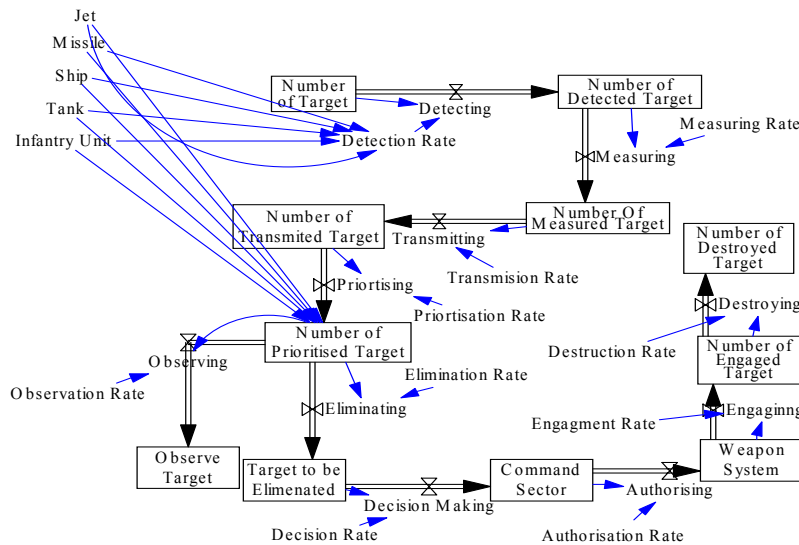 Jet
Missile
Ship
Tank
Infantry Unit
Number
of Target
Detecting
Detection Rate
Number of
Detected Target
Measuring Rate
Measuring
Number Of
Measured Target
Number of
Transmited Target
Transmitting
Transmision Rate
Priortising
Priortisation Rate
Number of
Destroyed
Target
Destroying
Destruction Rate
Number of
Prioritised Target
Observing
Observation Rate
Elimination Rate
Eliminating
Number of
Engaged
Target
Engagment Rate
Engaginng
Observe
Target
Target to be
Elimenated
Decision Making
Decision Rate
Command
Sector
Authorising
Authorisation Rate
Weapon
System